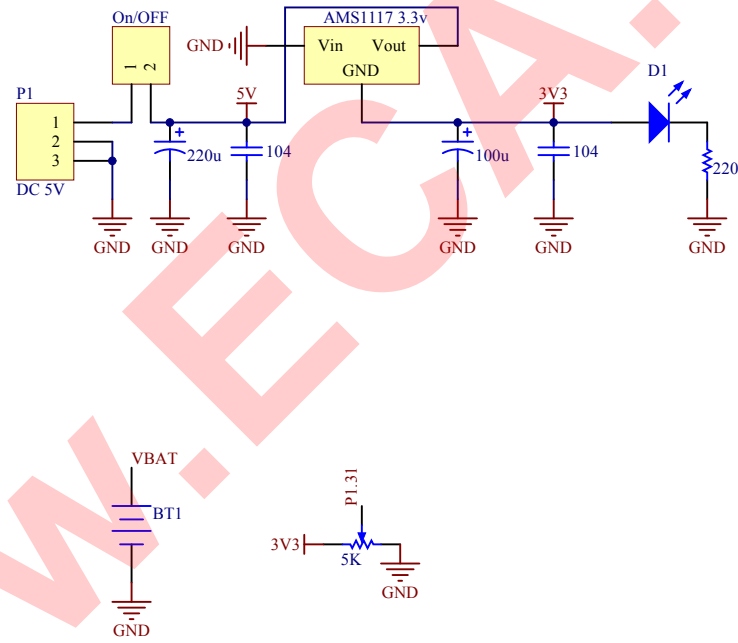 On/OFF
AMS1117 3.3v
GND
Vin
Vout
GND
1
2
5V
3V3
D1
P1
1
2
3
DC 5V
220u
104
100u
104
220
GND
GND
GND
GND
GND
GND
VBAT
BT1
GND
P1.31
3V3
5K
GND
W.ECA.